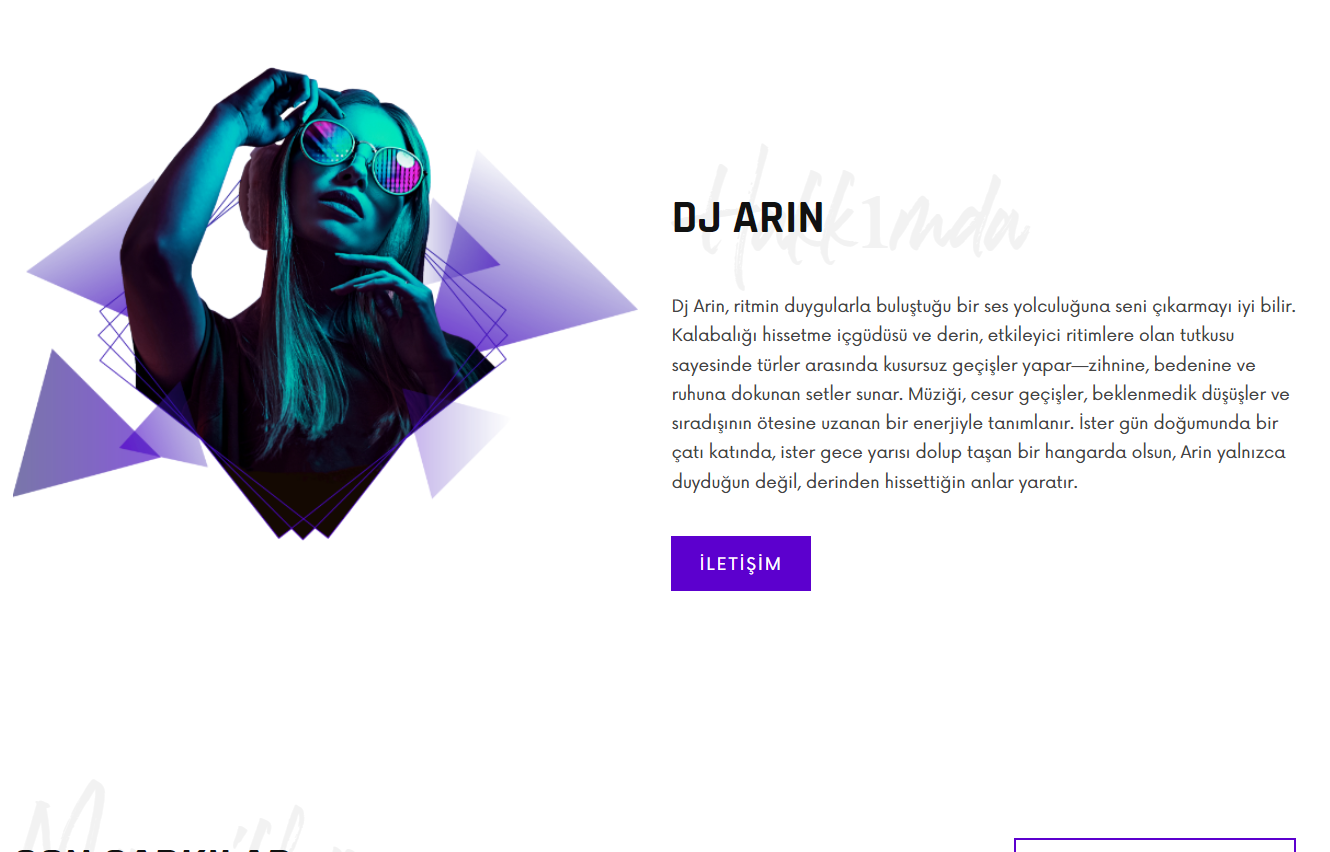 Hakkımda
DJ ARIN
Dj Arin, ritmin duygularla buluştuğu bir ses yolculuğuna seni çıkarmayı iyi bilir.
Kalabalığı hissetme içgüdüsü ve derin, etkileyici ritimlere olan tutkusu
sayesinde türler arasında kusursuz geçişler yapar—zihnine, bedenine ve
ruhuna dokunan setler sunar. Müziği, cesur geçişler, beklenmedik düşüşler ve
sıradışının ötesine uzanan bir enerjiyle tanımlanır. İster gün doğumunda bir
çatı katında, ister gece yarısı dolup taşan bir hangarda olsun, Arin yalnızca
duyduğun değil, derinden hissettiğin anlar yaratır.
İLETİŞİM